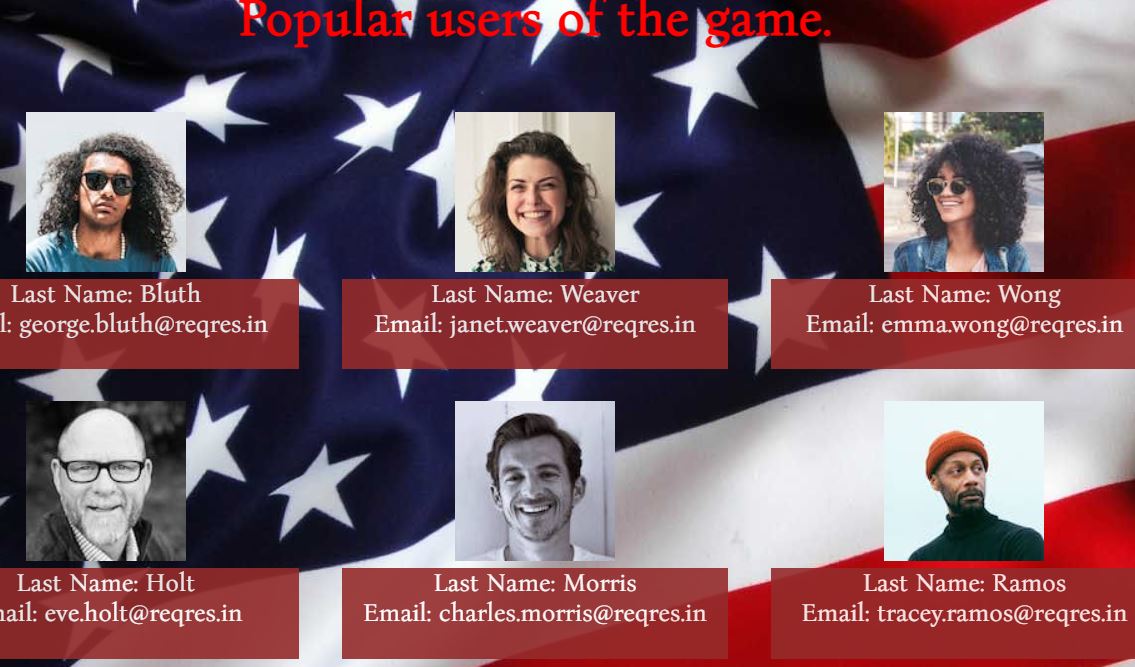 Popular users of the game.
Last Name: Bluth
l: george.bluth@reqres.in
Last Name: Weaver
Email: janet.weaver@reqres.in
Last Name: Wong
Email: emma.wong@reqres.in
Last Name: Holt
nail: eve.holt@reqres.in
Last Name: Morris
Email: charles.morris@reqres.in
Last Name: Ramos
Email: tracey.ramos@reqres.in